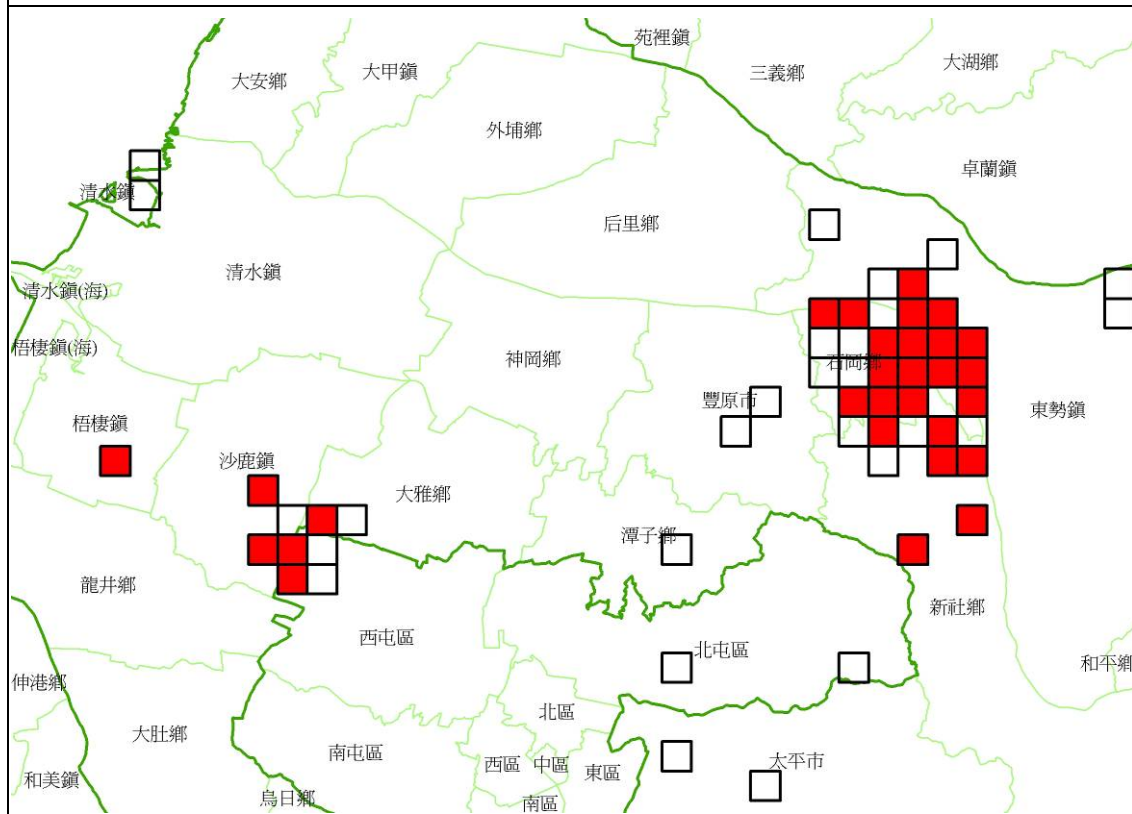 苑裡鎮
大湖鄉
大甲鎮
三義鄉
大安鄉
外埔鄉
卓蘭鎮
清水鎮
后里鄉
清水鎮
清水鎮(海)
梧棲鎮(海)
神岡鄉
石岡鄉
豐原市
東勢鎮
梧棲鎮
沙鹿鎮
大雅鄉
潭子鄉
龍井鄉
新社鄉
西屯區
北屯區
和平鄉
伸港鄉
北區
大肚鄉
南屯區
西區
中區
東區
太平市
和美鎮
烏日鄉
南區